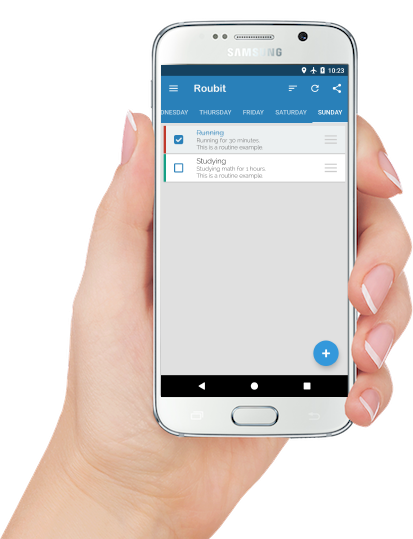 SAMSUNG
10:23
Roubit
DNESDAY THURSDAY FRIDAY SATURDAY SUNDAY
Running
Running for 30 minutes.
This is a routine example.
Studying
Studying math for 1 hours.
This is a routine example.